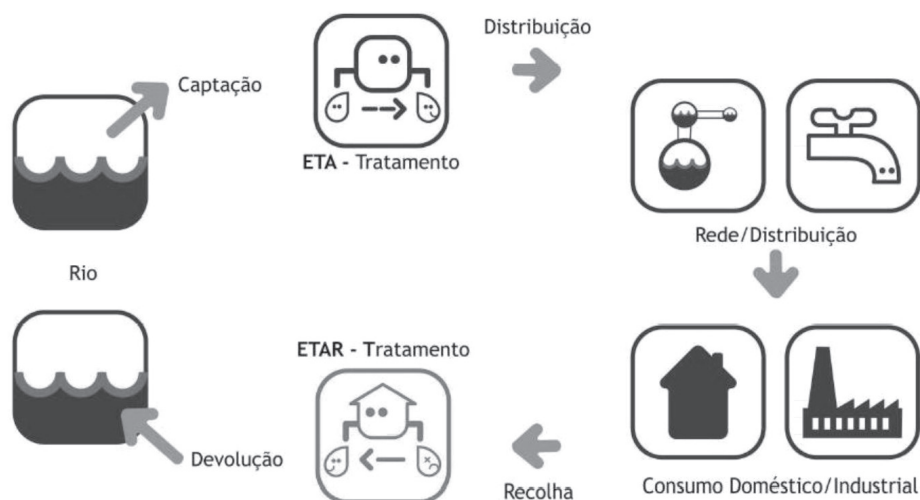 Distribuição
Captação
ETA - Tratamento
Rede/Distribuição
Rio
ETAR - Tratamento
Devolução
Recolha
Consumo Doméstico/Industrial